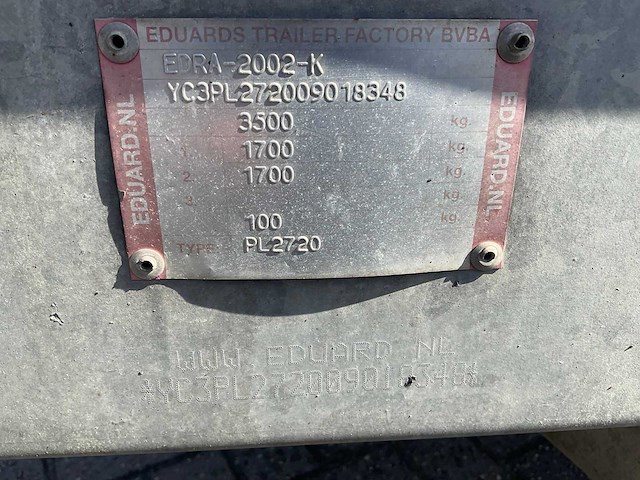 EDUARDS TRAILER FACTORY BVBA
EDRA-2002-K
YC3PL272009018348
3500 kg.
1. 1700 kg.
2. 1700 kg.
3. kg.
100 kg.
TYPE PL2720
EDUARD.NL
EDUARD.NL
WWW EDUARD NL
*YC3PL272009018348*